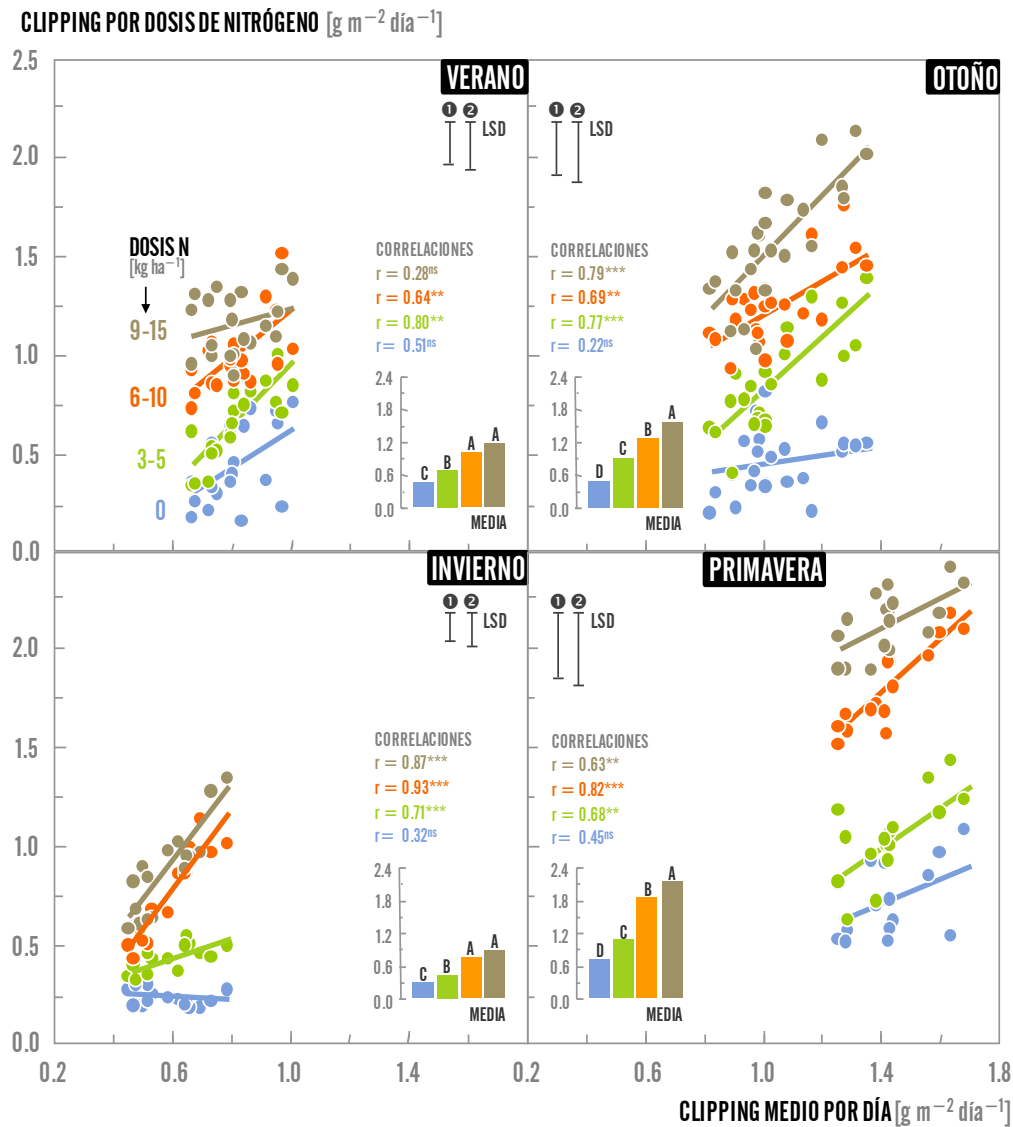 CLIPPING POR DOSIS DE NITRÓGENO [g m−2 día−1]
2.5
2.0
1.5
1.0
0.5
0.0
VERANO
❶ ❷
LSD
DOSIS N
[kg ha−1]
9-15
6-10
3-5
0
CORRELACIONES
r = 0.28ns
r = 0.64**
r = 0.80**
r = 0.51ns
2.4
1.8
1.2
0.6
0.0
C B A A
MEDIA
OTOÑO
❶ ❷
LSD
CORRELACIONES
r = 0.79***
r = 0.69**
r = 0.77***
r = 0.22ns
2.4
1.8
1.2
0.6
0.0
D C B A
MEDIA
2.0
1.5
1.0
0.5
0.0
INVIERNO
❶ ❷
LSD
CORRELACIONES
r = 0.87***
r = 0.93***
r = 0.71***
r= 0.32ns
2.4
1.8
1.2
0.6
0.0
C B A A
MEDIA
PRIMAVERA
❶ ❷
LSD
CORRELACIONES
r = 0.63**
r = 0.82***
r = 0.68**
r = 0.45ns
2.4
1.8
1.2
0.6
0.0
D C B A
MEDIA
0.2 0.6 1.0 1.4 0.2 0.6 1.0 1.4 1.8
CLIPPING MEDIO POR DÍA [g m−2 día−1]